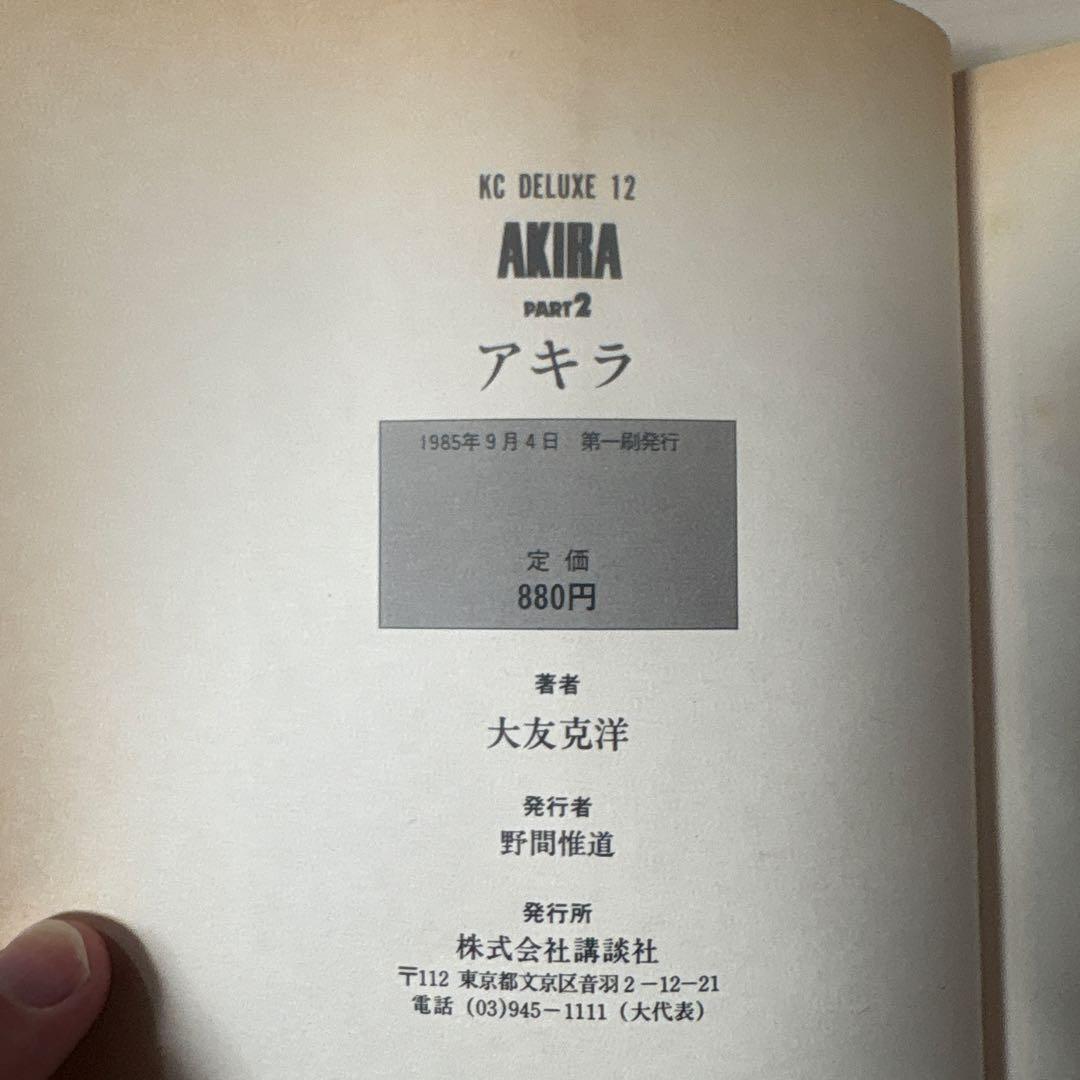 KC DELUXE 12
AKIRA
PART2
アキラ
1985年9月4日 第一刷発行
定価
880円
著者
大友克洋
発行者
野間惟道
発行所
株式会社講談社
〒112 東京都文京区音羽2-12-21
電話 (03)945-1111 (大代表)